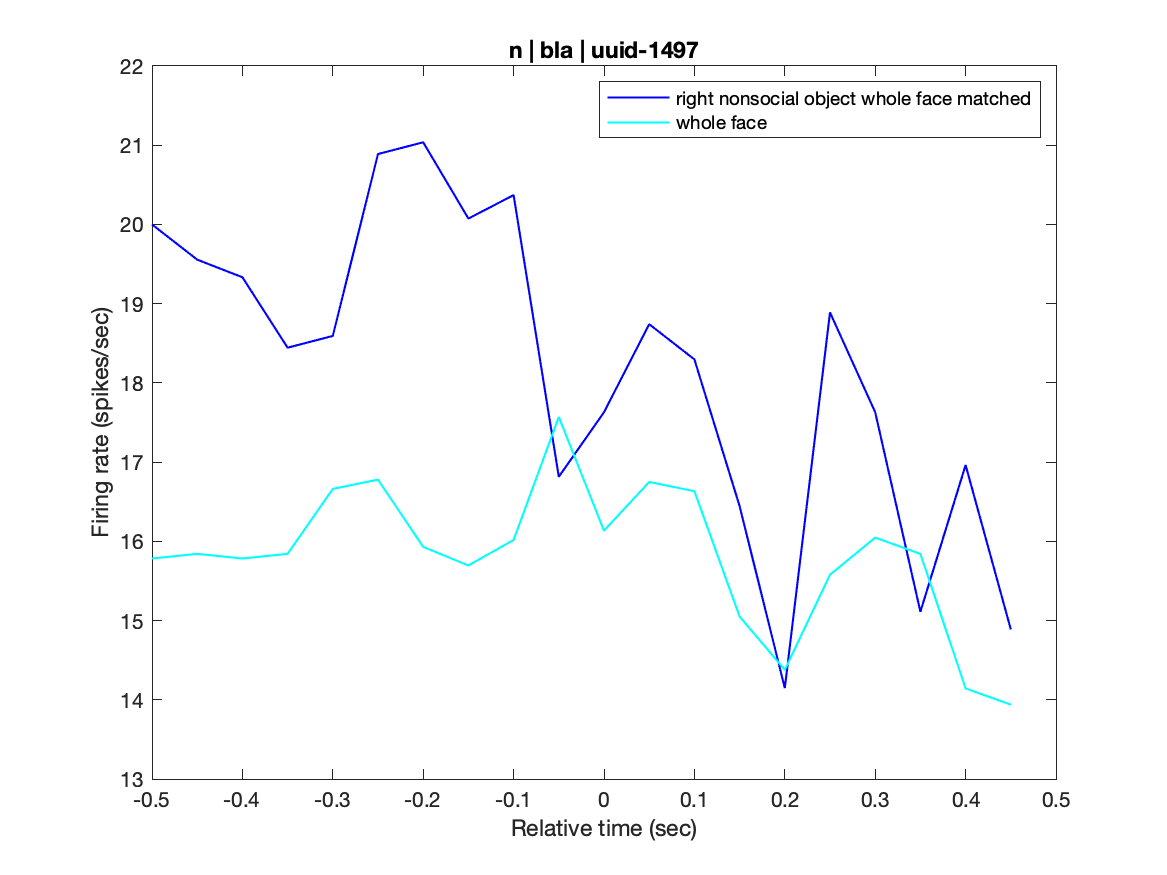 n | bla | uuid-1497
right nonsocial object whole face matched
whole face
Firing rate (spikes/sec)
22
21
20
19
18
17
16
15
14
13
-0.5 -0.4 -0.3 -0.2 -0.1 0 0.1 0.2 0.3 0.4 0.5
Relative time (sec)